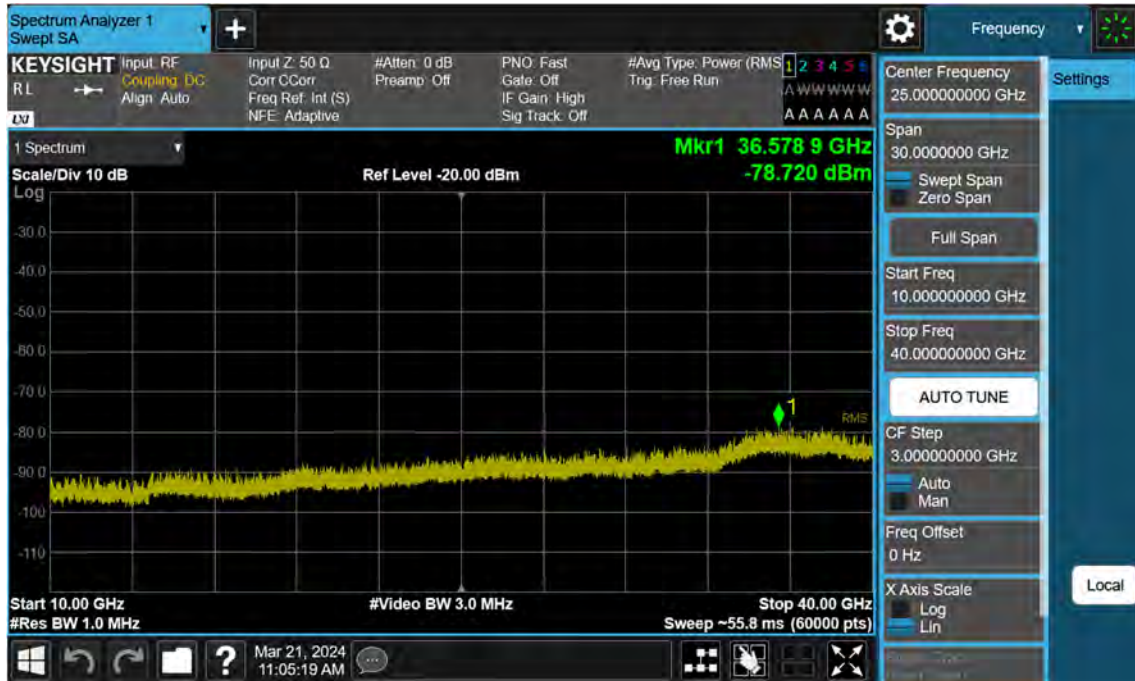 Spectrum Analyzer 1
Swept SA
+
Frequency
KEYSIGHT
RL
LXI
Input: RF
Coupling: DC
Align: Auto
Input Z: 50 Ω
Corr CCorr
Freq Ref: Int (S)
NFE: Adaptive
#Atten: 0 dB
Preamp: Off
PNO: Fast
Gate: Off
IF Gain: High
Sig Track: Off
#Avg Type: Power (RMS
Trig: Free Run
1 2 3 4 5 6
A W W W W W
A A A A A A
1 Spectrum
Mkr1 36.578 9 GHz
Scale/Div 10 dB
Ref Level -20.00 dBm
-78.720 dBm
Log
-30.0
-40.0
-50.0
-60.0
-70.0
1
RMS
-80.0
-90.0
-100
-110
Start 10.00 GHz
#Video BW 3.0 MHz
Stop 40.00 GHz
#Res BW 1.0 MHz
Sweep ~55.8 ms (60000 pts)
?
Mar 21, 2024
11:05:19 AM
Center Frequency
25.000000000 GHz
Settings
Span
30.0000000 GHz
Swept Span
Zero Span
Full Span
Start Freq
10.000000000 GHz
Stop Freq
40.000000000 GHz
AUTO TUNE
CF Step
3.000000000 GHz
Auto
Man
Freq Offset
0 Hz
X Axis Scale
Log
Lin
Local